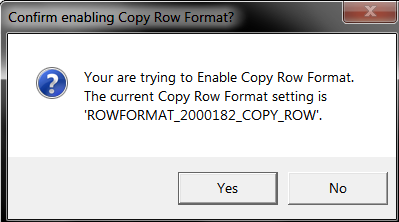 Confirm enabling Copy Row Format?
Your are trying to Enable Copy Row Format.
The current Copy Row Format setting is
'ROWFORMAT_2000182_COPY_ROW'.
Yes
No